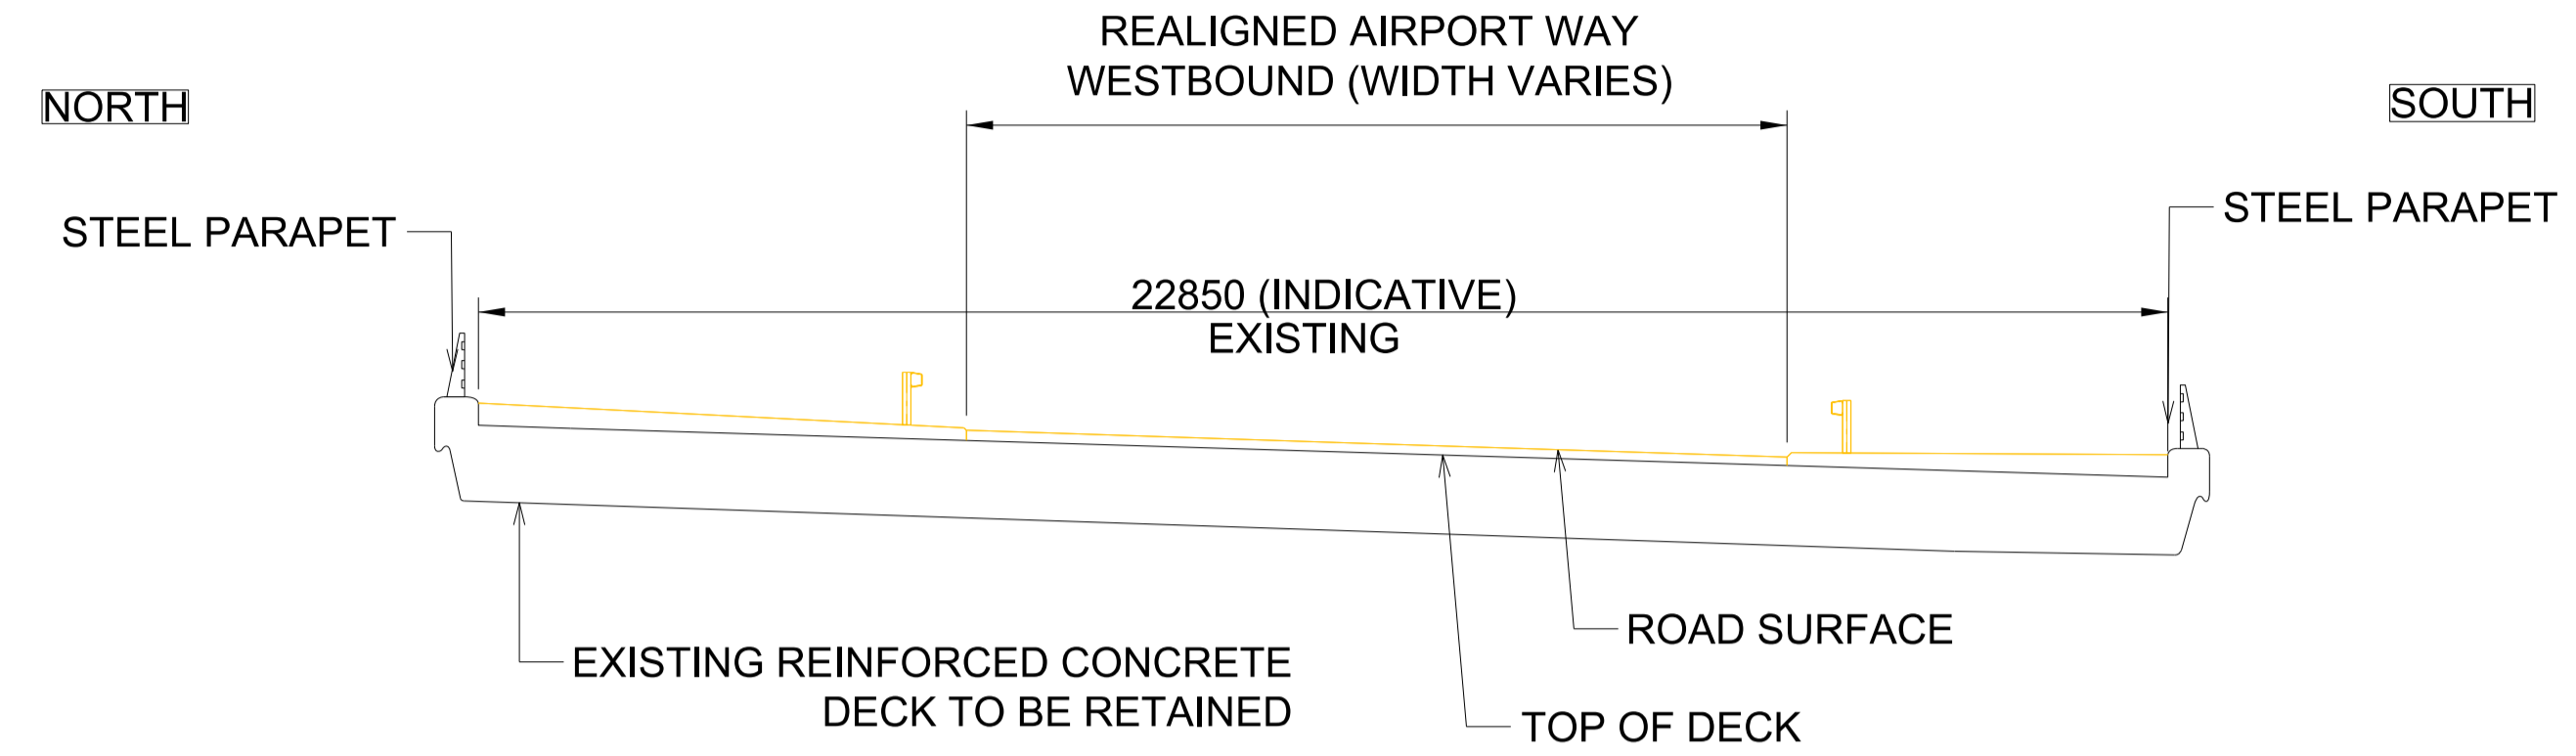 REALIGNED AIRPORT WAY
WESTBOUND (WIDTH VARIES)
NORTH
SOUTH
STEEL PARAPET
STEEL PARAPET
22850 (INDICATIVE)
EXISTING
ROAD SURFACE
EXISTING REINFORCED CONCRETE
DECK TO BE RETAINED
TOP OF DECK